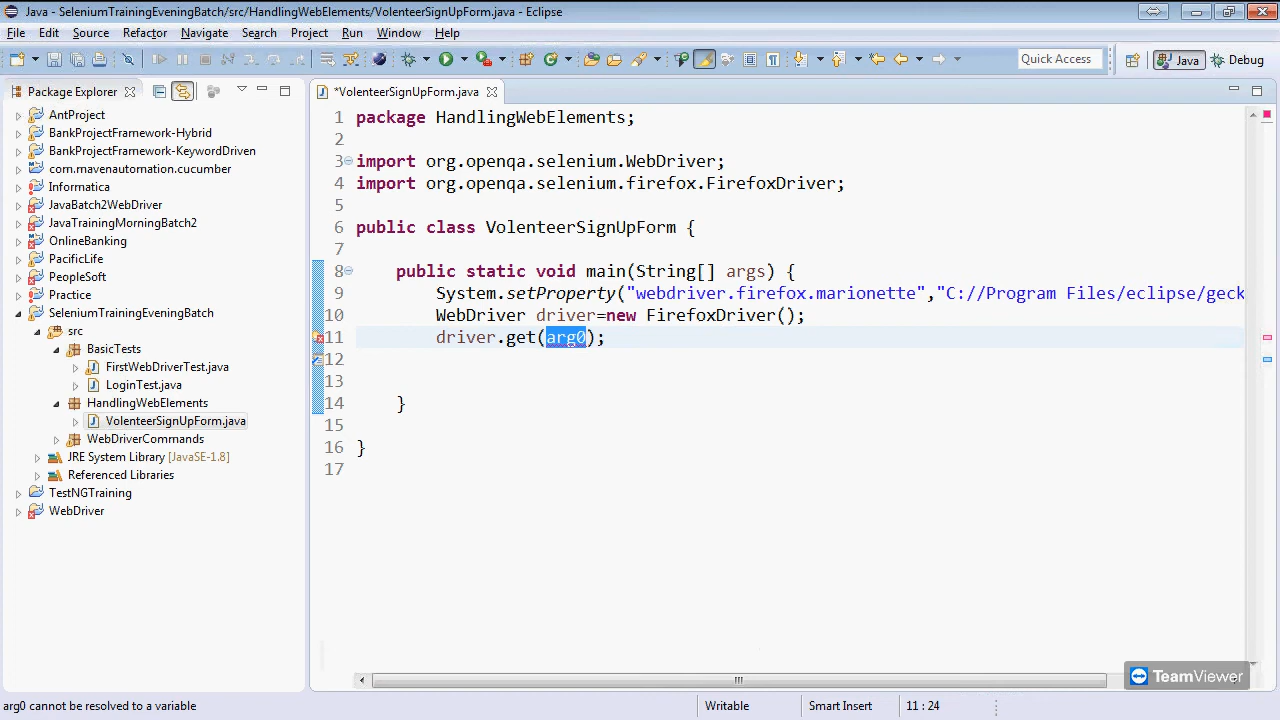 Java - SeleniumTrainingEveningBatch/src/HandlingWebElements/VolenteerSignUpForm.java - Eclipse
File Edit Source Refactor Navigate Search Project Run Window Help
Quick Access Java Debug
Package Explorer
AntProject
BankProjectFramework-Hybrid
BankProjectFramework-KeywordDriven
com.mavenautomation.cucumber
Informatica
JavaBatch2WebDriver
JavaTrainingMorningBatch2
OnlineBanking
PacificLife
PeopleSoft
Practice
SeleniumTrainingEveningBatch
src
BasicTests
FirstWebDriverTest.java
LoginTest.java
HandlingWebElements
VolenteerSignUpForm.java
WebDriverCommands
JRE System Library [JavaSE-1.8]
Referenced Libraries
TestNGTraining
WebDriver
*VolenteerSignUpForm.java
1 package HandlingWebElements;
2
3 import org.openqa.selenium.WebDriver;
4 import org.openqa.selenium.firefox.FirefoxDriver;
5
6 public class VolenteerSignUpForm {
7
8 public static void main(String[] args) {
9 System.setProperty("webdriver.firefox.marionette","C://Program Files/eclipse/geck
10 WebDriver driver=new FirefoxDriver();
11 driver.get(arg0);
12
13
14 }
15
16 }
17
TeamViewer
arg0 cannot be resolved to a variable Writable Smart Insert 11 : 24